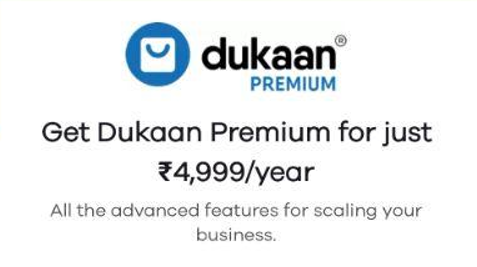 dukaan®
PREMIUM
Get Dukaan Premium for just
₹4,999/year
All the advanced features for scaling your
business.